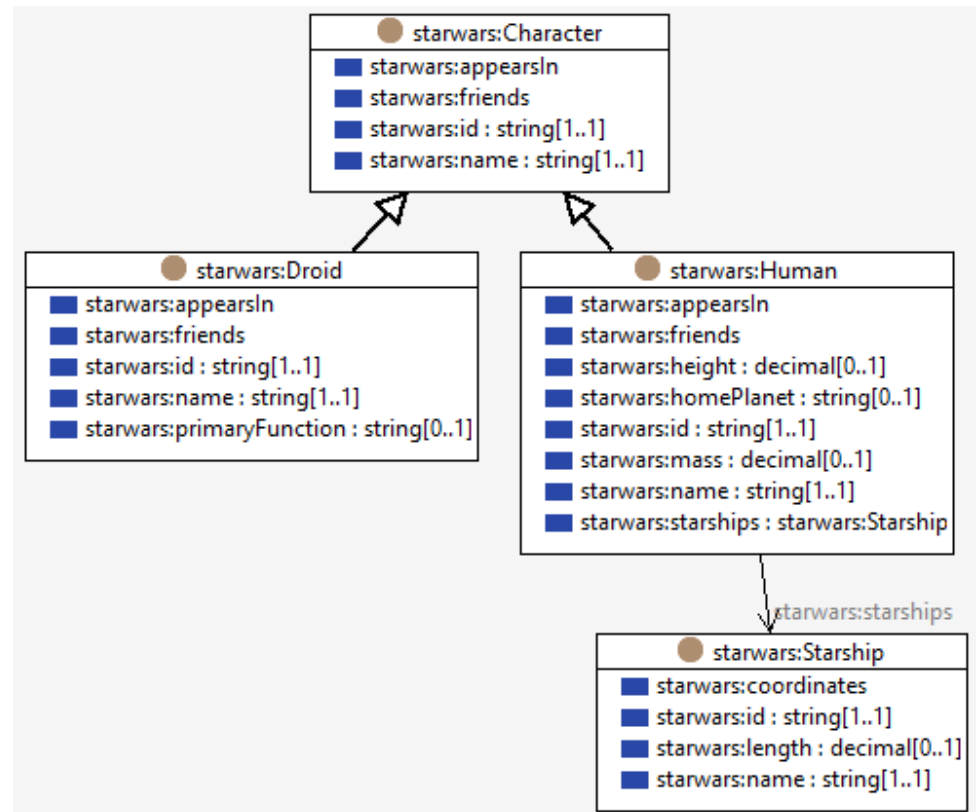 starwars:Character
starwars:appearsIn
starwars:friends
starwars:id : string[1..1]
starwars:name : string[1..1]
starwars:Droid
starwars:appearsIn
starwars:friends
starwars:id : string[1..1]
starwars:name : string[1..1]
starwars:primaryFunction : string[0..1]
starwars:Human
starwars:appearsIn
starwars:friends
starwars:height : decimal[0..1]
starwars:homePlanet : string[0..1]
starwars:id : string[1..1]
starwars:mass : decimal[0..1]
starwars:name : string[1..1]
starwars:starships : starwars:Starship
starwars:starships
starwars:Starship
starwars:coordinates
starwars:id : string[1..1]
starwars:length : decimal[0..1]
starwars:name : string[1..1]